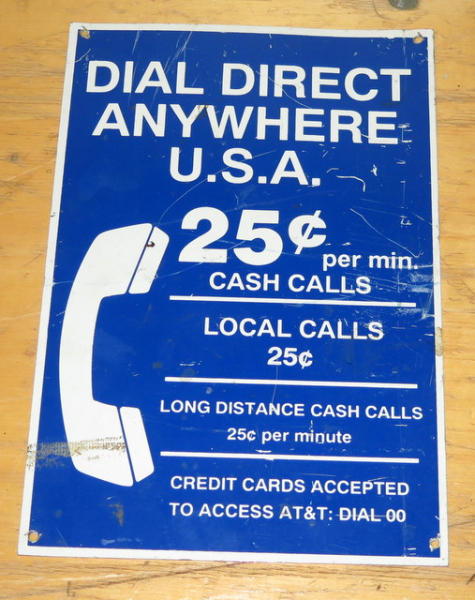 DIAL DIRECT
ANYWHERE
U.S.A.
25¢ per min.
CASH CALLS
LOCAL CALLS
25¢
LONG DISTANCE CASH CALLS
25¢ per minute
CREDIT CARDS ACCEPTED
TO ACCESS AT&T: DIAL 00